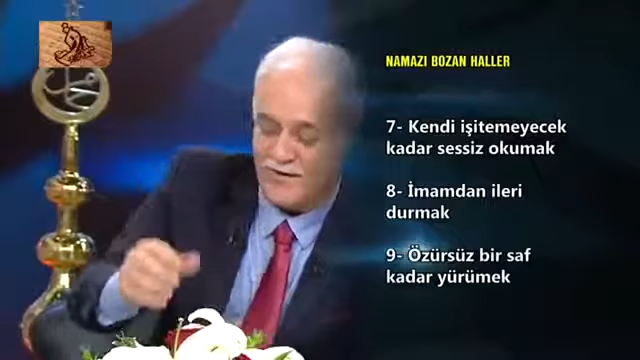 NAMAZI BOZAN HALLER
7- Kendi işitemeyecek
kadar sessiz okumak
8- İmamdan ileri
durmak
9- Özürsüz bir saf
kadar yürümek